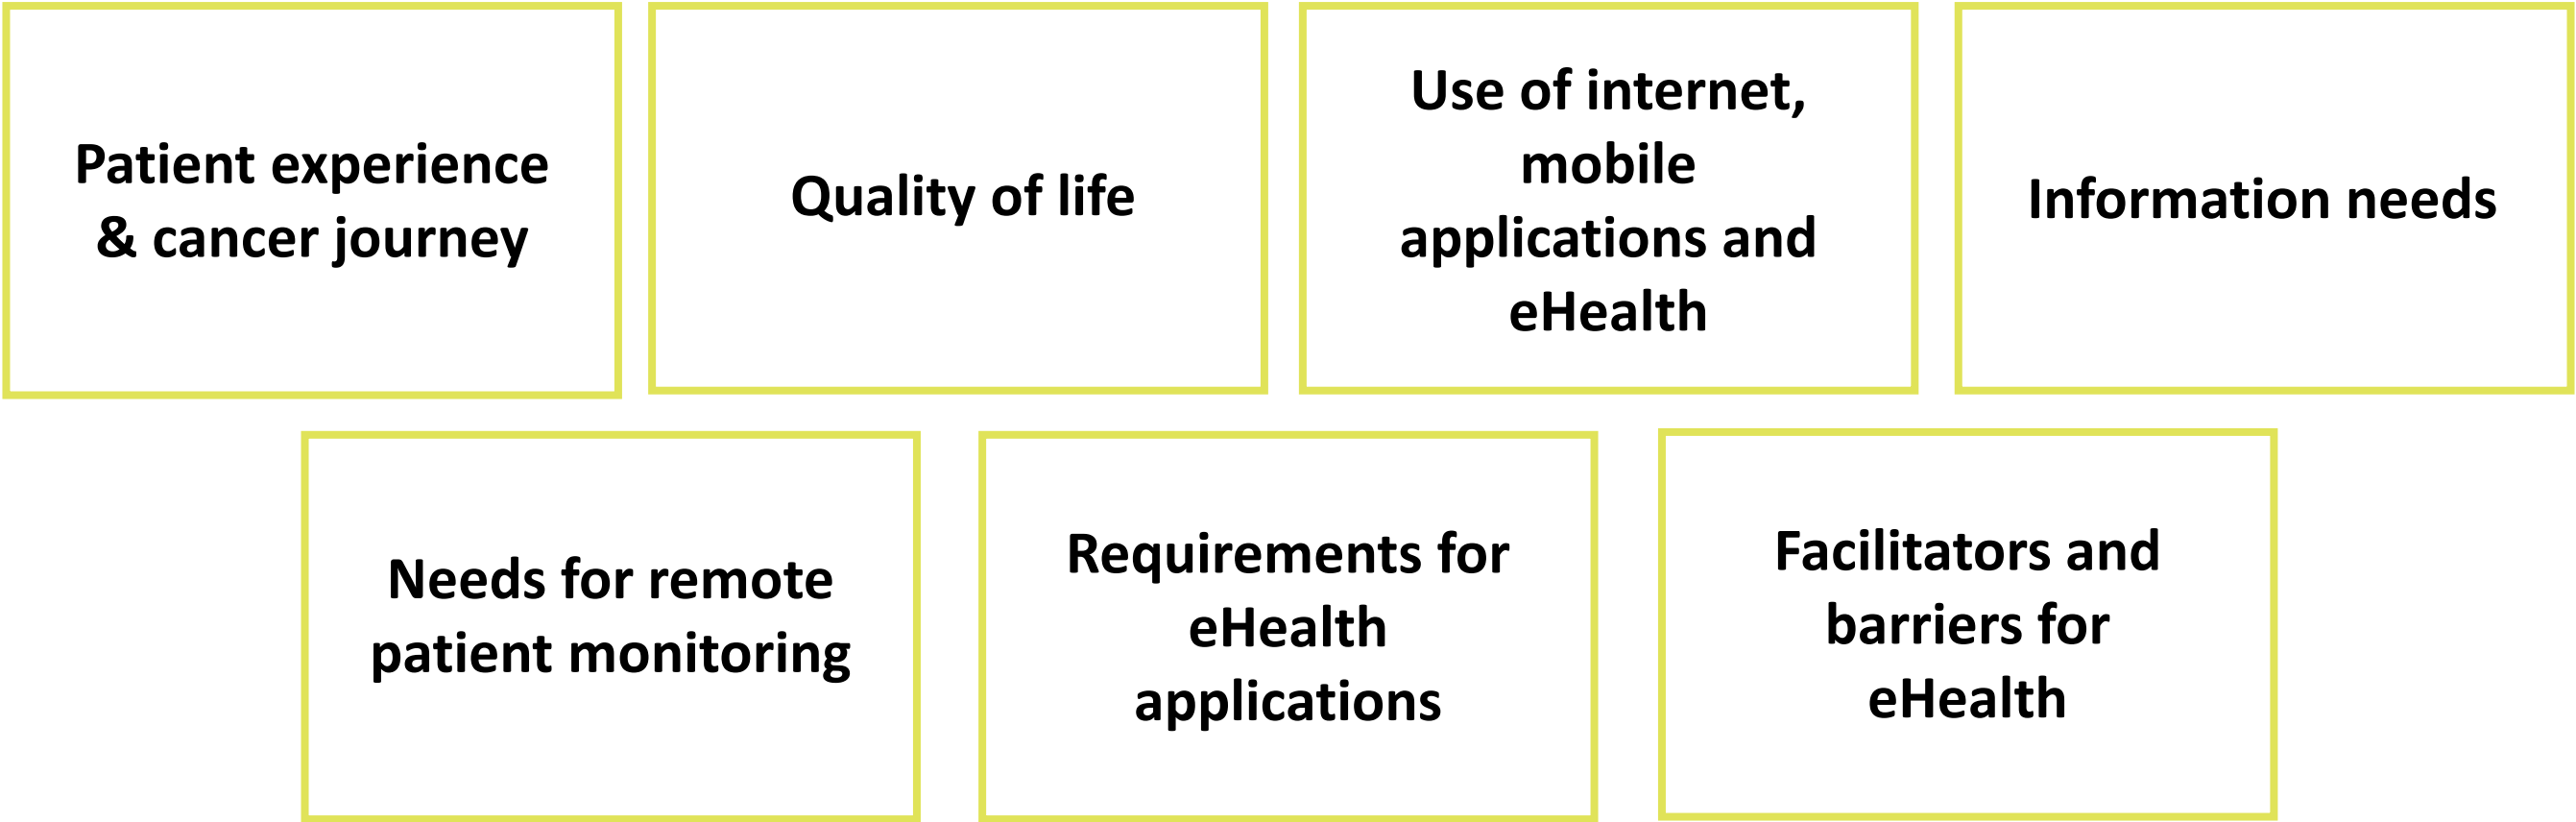 Patient experience
& cancer journey
Quality of life
Use of internet,
mobile
applications and
eHealth
Information needs
Needs for remote
patient monitoring
Requirements for
eHealth
applications
Facilitators and
barriers for
eHealth